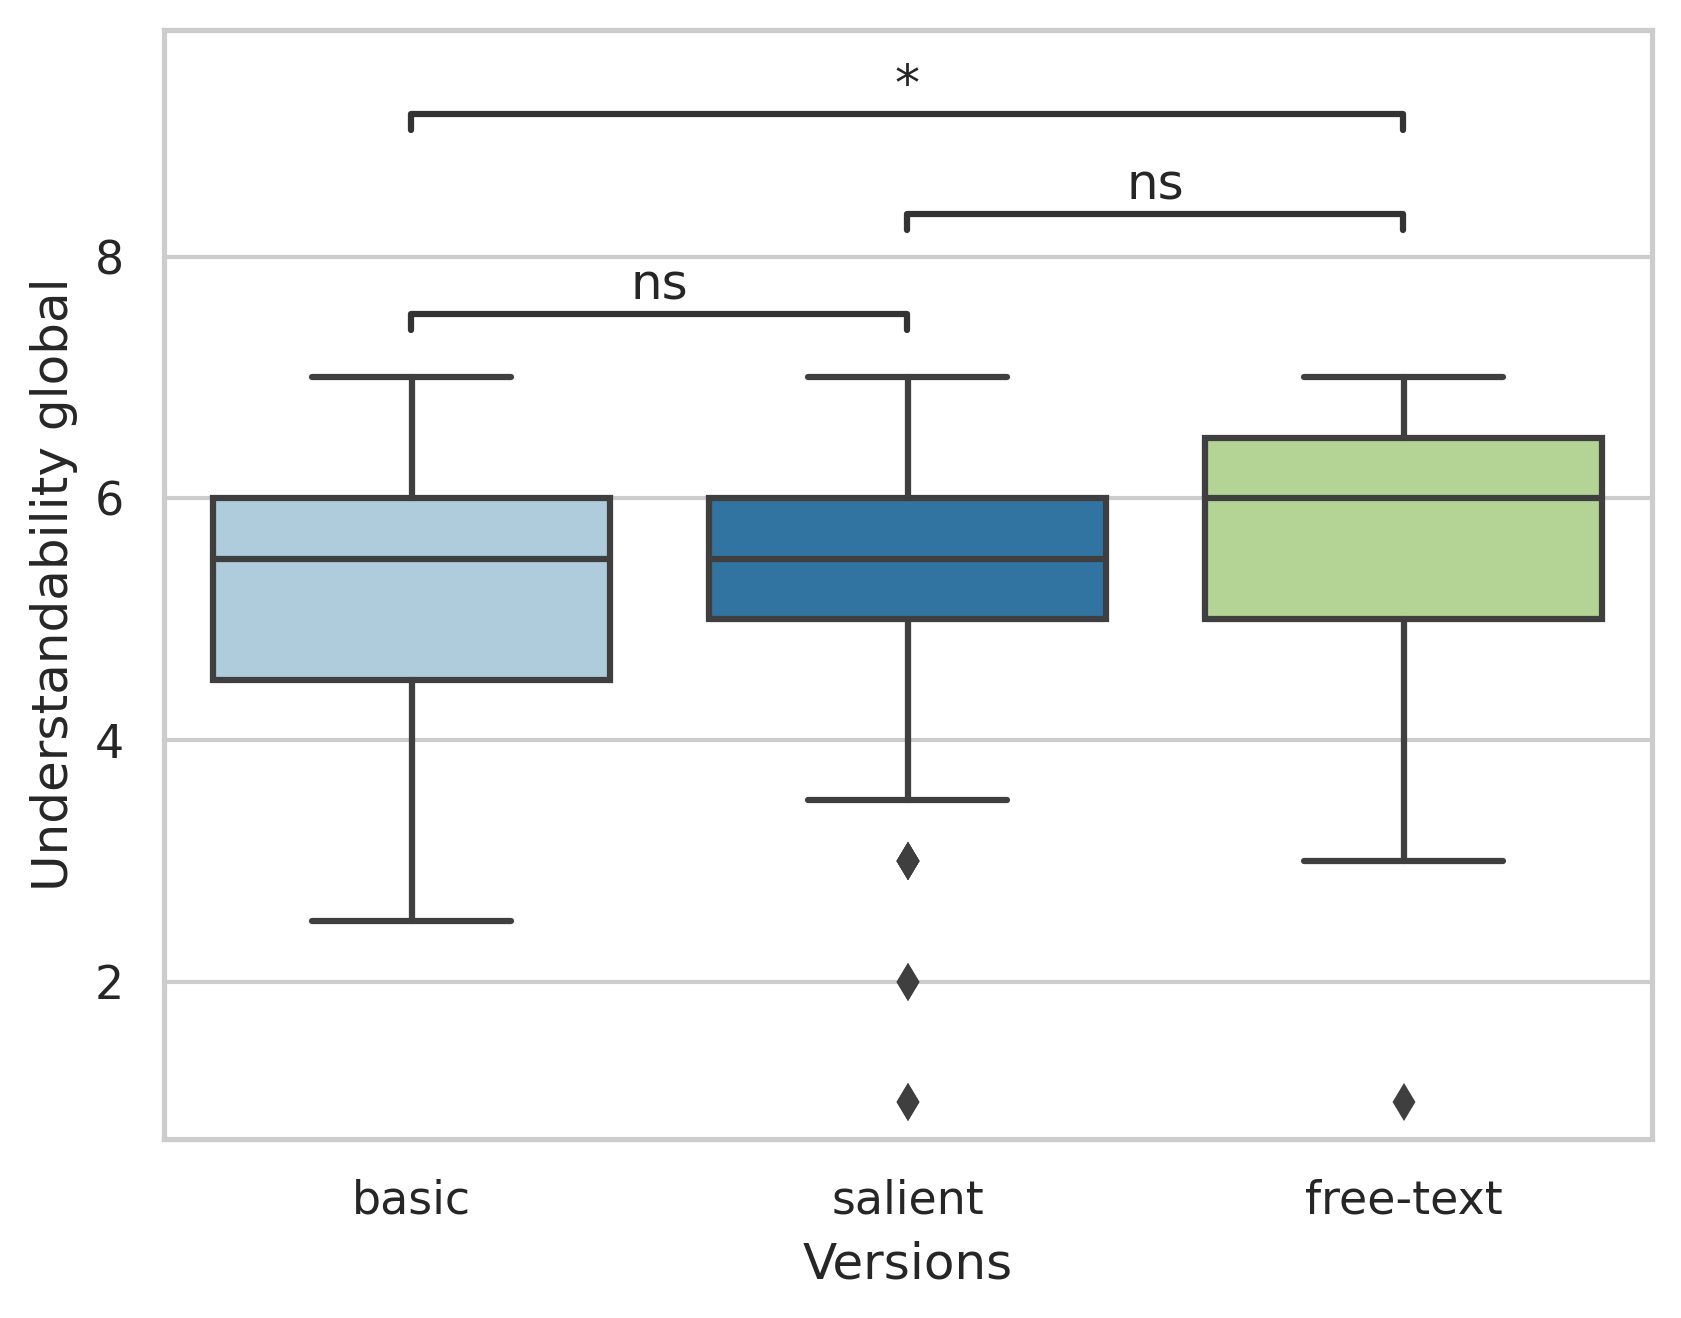 *
ns
ns
8
6
4
2
Understandability global
basic
salient
free-text
Versions